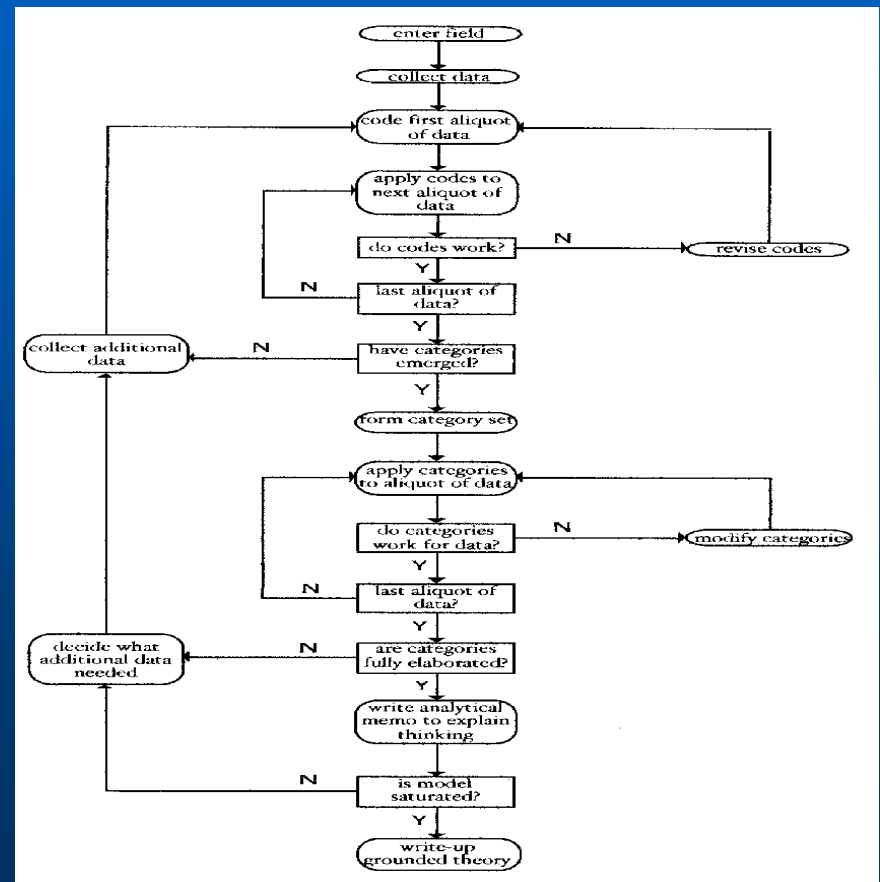 enter field
collect data
code first aliquot
of data
apply codes to
next aliquot of
data
do codes work?
N
revise codes
Y
N
last aliquot of
data?
Y
collect additional
data
N
have categories
emerged?
Y
form category set
apply categories
to aliquot of data
do categories
work for data?
N
modify categories
Y
N
last aliquot of
data?
Y
decide what
additional data
needed
N
are categories
fully elaborated?
Y
write analytical
memo to explain
thinking
N
is model
saturated?
Y
write-up
grounded theory